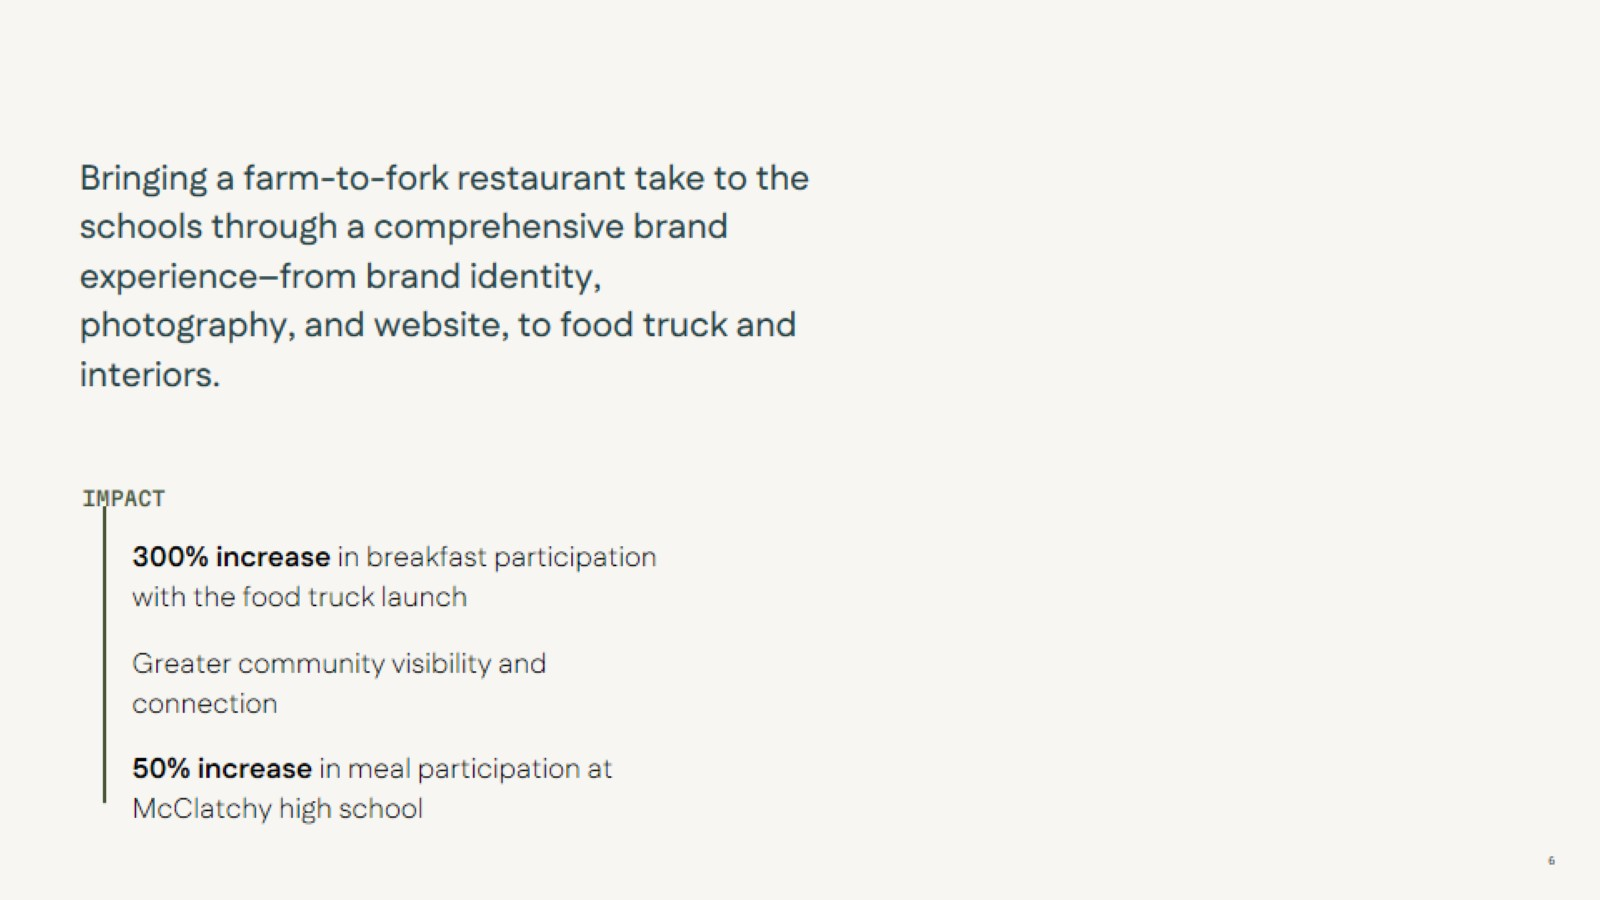 Bringing a farm-to-fork restaurant take to the
schools through a comprehensive brand
experience—from brand identity,
photography, and website, to food truck and
interiors.
IMPACT
300% increase in breakfast participation
with the food truck launch
Greater community visibility and
connection
50% increase in meal participation at
McClatchy high school
6